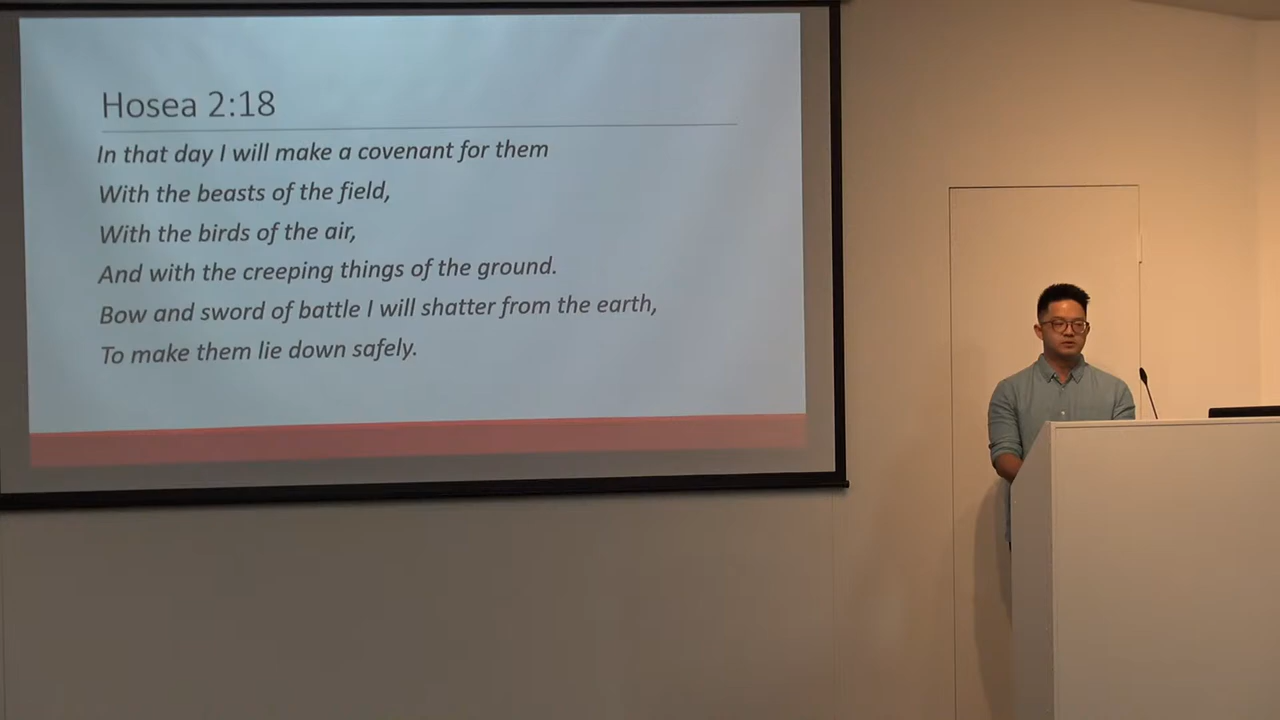 Hosea 2:18
In that day I will make a covenant for them
With the beasts of the field,
With the birds of the air,
And with the creeping things of the ground.
Bow and sword of battle I will shatter from the earth,
To make them lie down safely.